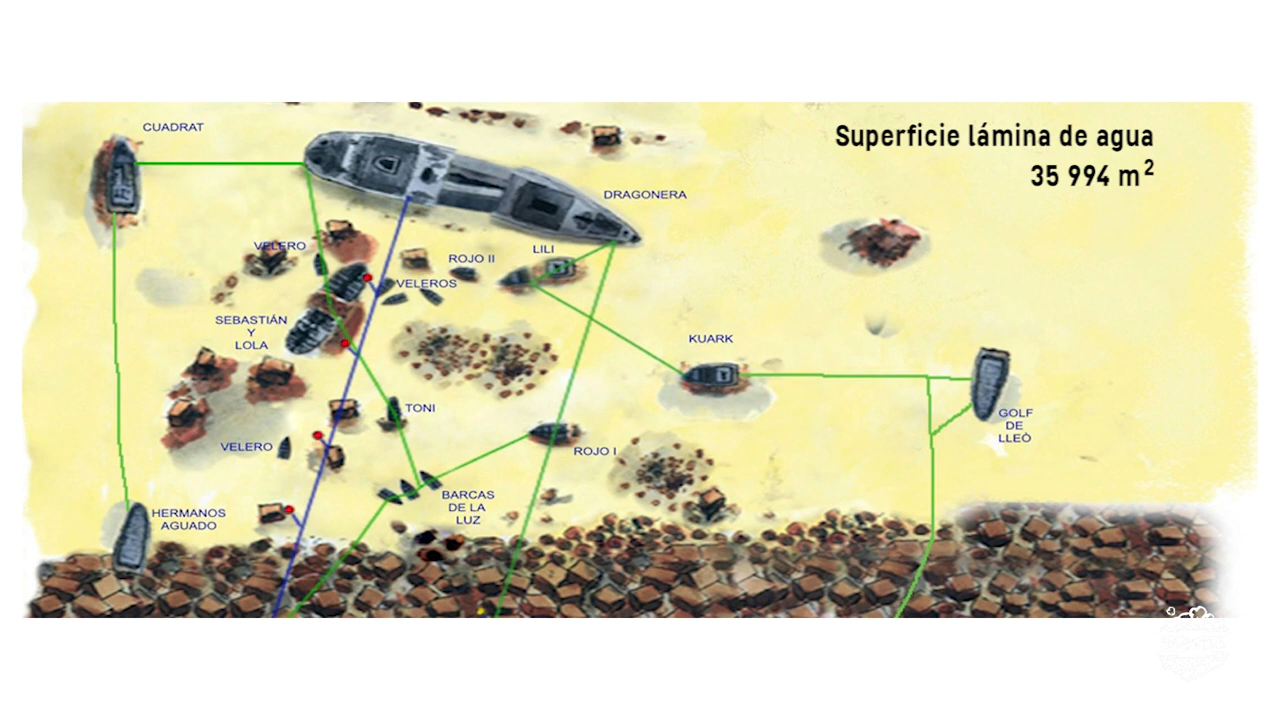 CUADRAT
Superficie lámina de agua
35 994 m²
DRAGONERA
VELERO
LILI
ROJO II
VELEROS
SEBASTIÁN
Y
LOLA
KUARK
TONI
GOLF
DE
LLEÒ
VELERO
ROJO I
BARCAS
DE LA
LUZ
HERMANOS
AGUADO